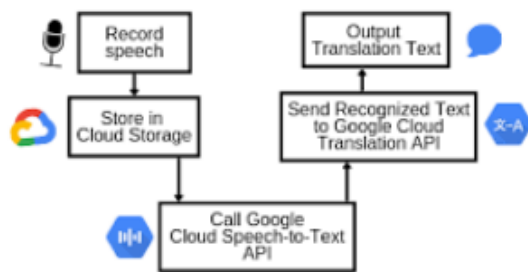 Record
speech
Store in
Cloud Storage
Call Google
Cloud Speech-to-Text
API
Send Recognized Text
to Google Cloud
Translation API
文-A
Output
Translation Text